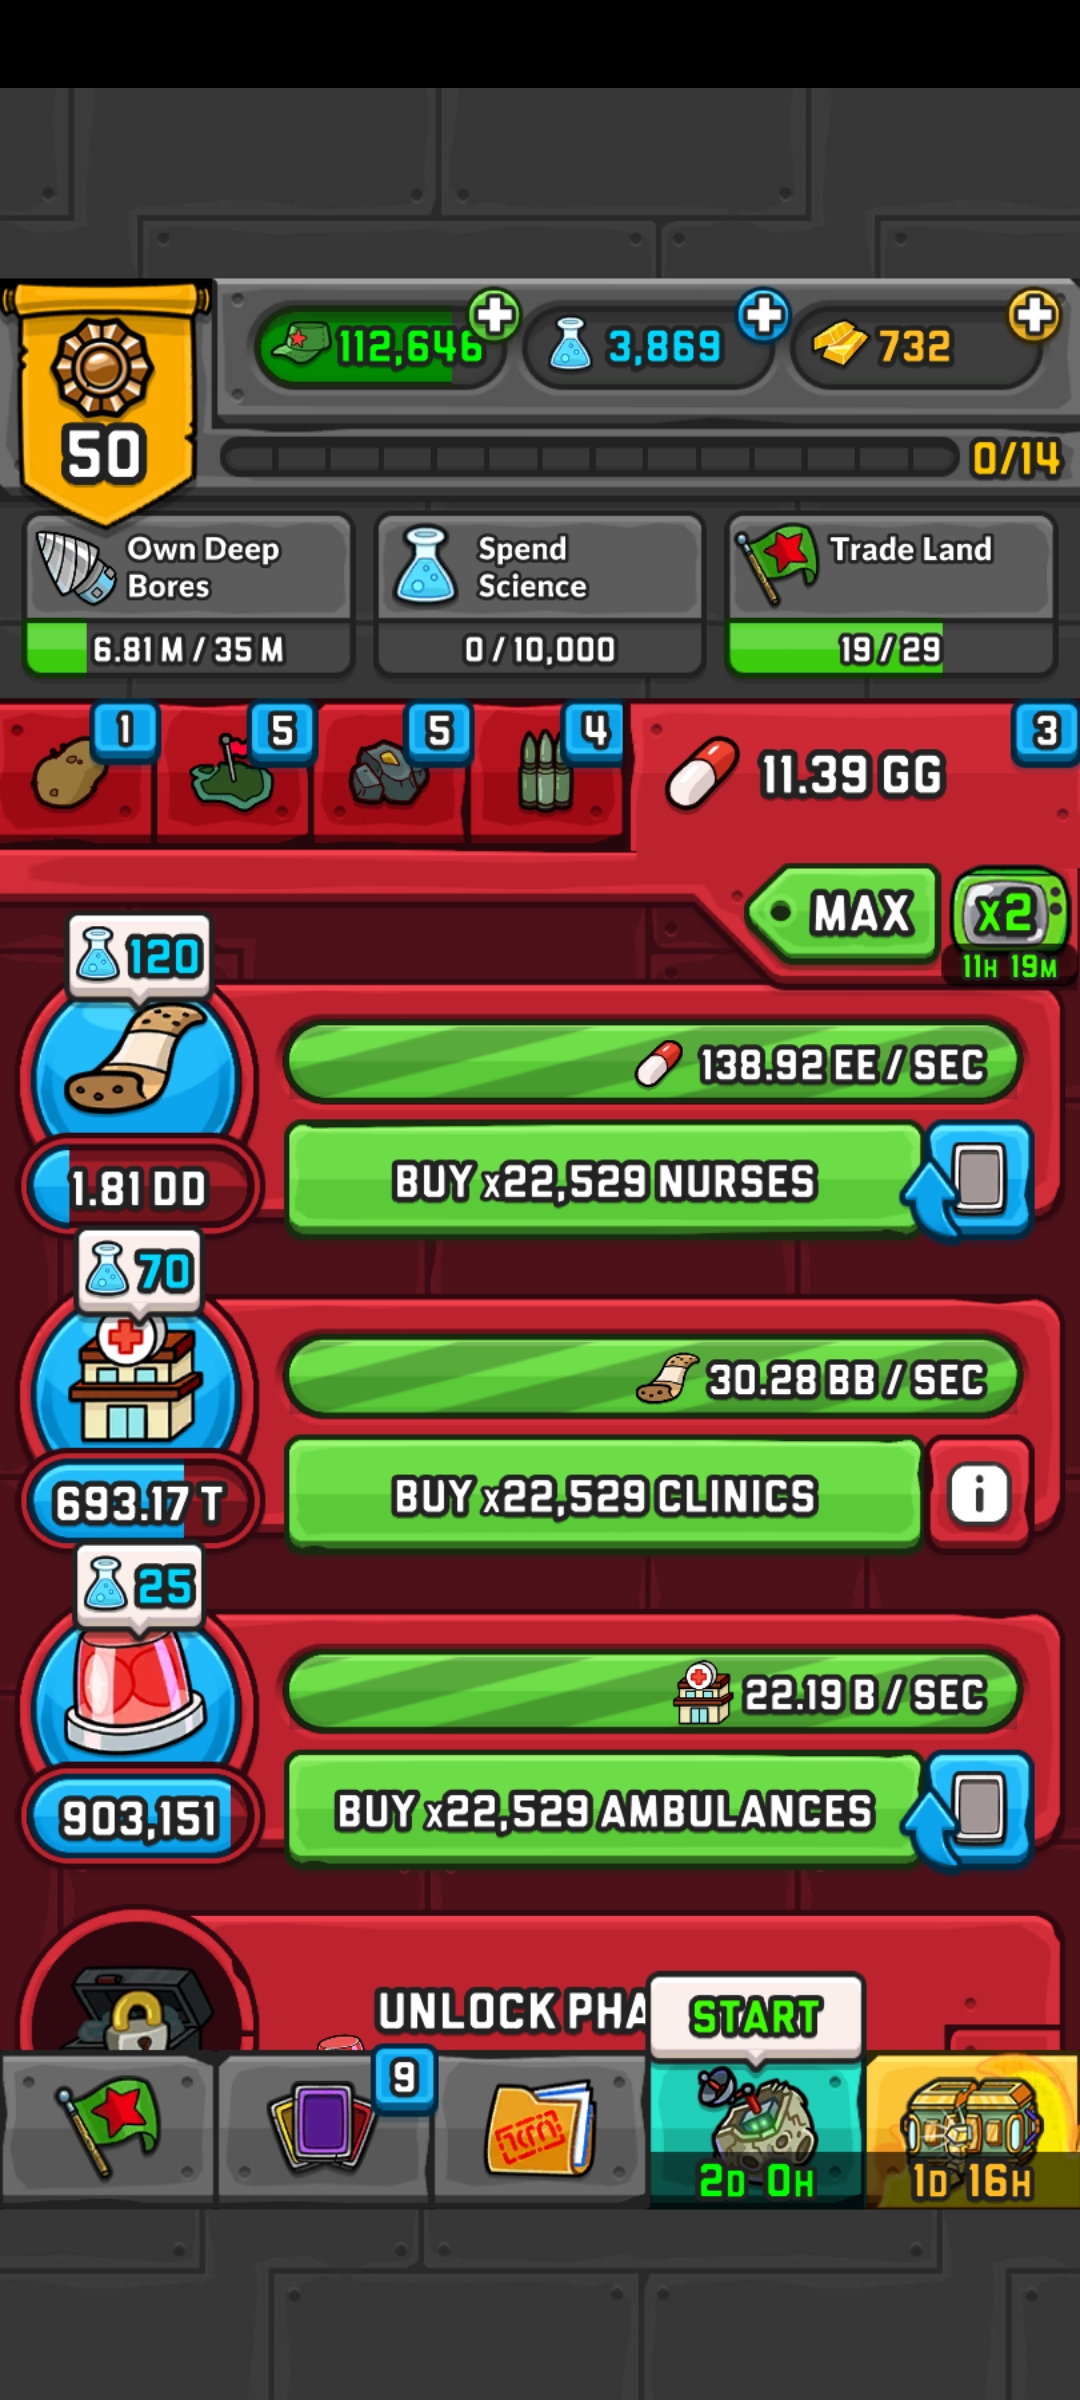 112,646
3,869
732
50
0/14
Own Deep
Bores
6.81 M / 35 M
Spend
Science
0 / 10,000
Trade Land
19 / 29
1
5
5
4
3
11.39 GG
MAX
x2
11H 19M
120
138.92 EE / SEC
1.81 DD
BUY x22,529 NURSES
70
30.28 BB / SEC
693.17 T
BUY x22,529 CLINICS
i
25
22.19 B / SEC
903,151
BUY x22,529 AMBULANCES
UNLOCK PHA
START
9
2D 0H
1D 16H